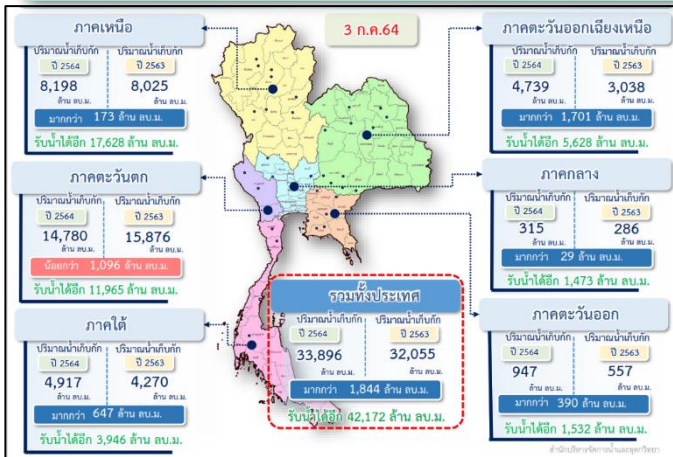 3 ก.ค.64
ภาคเหนือ
ปริมาณน้ำเก็บกัก ปริมาณน้ำเก็บกัก
ปี 2564 ปี 2563
8,198 8,025
ล้าน ลบ.ม. ล้าน ลบ.ม.
มากกว่า 173 ล้าน ลบ.ม.
รับน้ำได้อีก 17,628 ล้าน ลบ.ม.
ภาคตะวันออกเฉียงเหนือ
ปริมาณน้ำเก็บกัก ปริมาณน้ำเก็บกัก
ปี 2564 ปี 2563
4,739 3,038
ล้าน ลบ.ม. ล้าน ลบ.ม.
มากกว่า 1,701 ล้าน ลบ.ม.
รับน้ำได้อีก 5,628 ล้าน ลบ.ม.
ภาคตะวันตก
ปริมาณน้ำเก็บกัก ปริมาณน้ำเก็บกัก
ปี 2564 ปี 2563
14,780 15,876
ล้าน ลบ.ม. ล้าน ลบ.ม.
น้อยกว่า 1,096 ล้าน ลบ.ม.
รับน้ำได้อีก 11,965 ล้าน ลบ.ม.
ภาคกลาง
ปริมาณน้ำเก็บกัก ปริมาณน้ำเก็บกัก
ปี 2564 ปี 2563
315 286
ล้าน ลบ.ม. ล้าน ลบ.ม.
มากกว่า 29 ล้าน ลบ.ม.
รับน้ำได้อีก 1,473 ล้าน ลบ.ม.
ภาคใต้
ปริมาณน้ำเก็บกัก ปริมาณน้ำเก็บกัก
ปี 2564 ปี 2563
4,917 4,270
ล้าน ลบ.ม. ล้าน ลบ.ม.
มากกว่า 647 ล้าน ลบ.ม.
รับน้ำได้อีก 3,946 ล้าน ลบ.ม.
รวมทั้งประเทศ
ปริมาณน้ำเก็บกัก ปริมาณน้ำเก็บกัก
ปี 2564 ปี 2563
33,896 32,055
ล้าน ลบ.ม. ล้าน ลบ.ม.
มากกว่า 1,844 ล้าน ลบ.ม.
รับน้ำได้อีก 42,172 ล้าน ลบ.ม.
ภาคตะวันออก
ปริมาณน้ำเก็บกัก ปริมาณน้ำเก็บกัก
ปี 2564 ปี 2563
947 557
ล้าน ลบ.ม. ล้าน ลบ.ม.
มากกว่า 390 ล้าน ลบ.ม.
รับน้ำได้อีก 1,532 ล้าน ลบ.ม.
สำนักบริหารจัดการน้ำและอุทกวิทยา